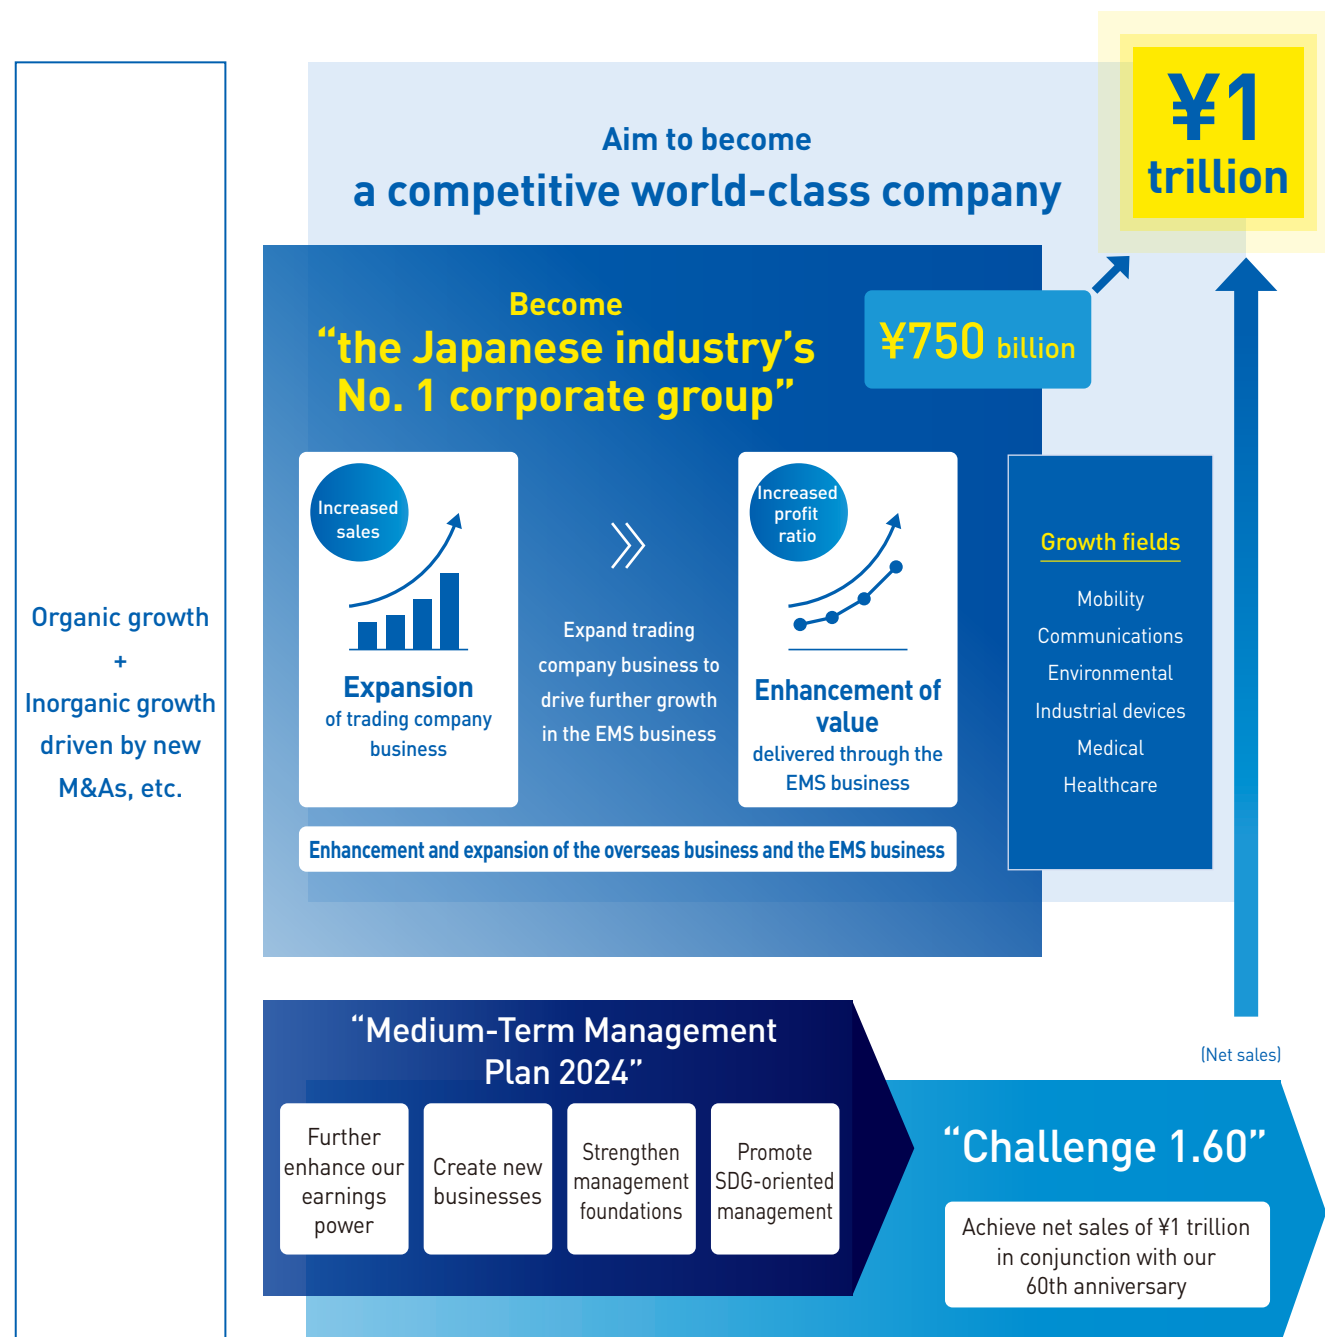 ¥1
trillion
Aim to become
a competitive world-class company
Become
“the Japanese industry’s
No. 1 corporate group”
¥750 billion
Increased
sales
Expansion
of trading company
business
Expand trading
company business to
drive further growth
in the EMS business
Increased
profit
ratio
Enhancement of
value
delivered through the
EMS business
Growth fields
Mobility
Communications
Environmental
Industrial devices
Medical
Healthcare
Enhancement and expansion of the overseas business and the EMS business
Organic growth
+
Inorganic growth
driven by new
M&As, etc.
“Medium-Term Management
Plan 2024”
Further
enhance our
earnings
power
Create new
businesses
Strengthen
management
foundations
Promote
SDG-oriented
management
(Net sales)
“Challenge 1.60”
Achieve net sales of ¥1 trillion
in conjunction with our
60th anniversary